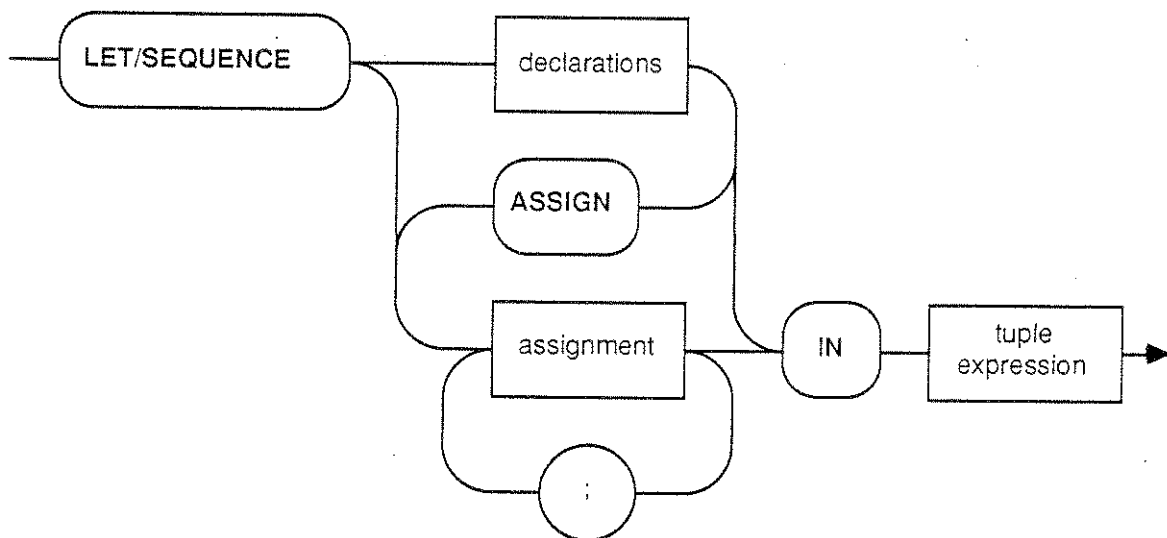 LET/SEQUENCE
declarations
ASSIGN
assignment
IN
tuple
expression
;